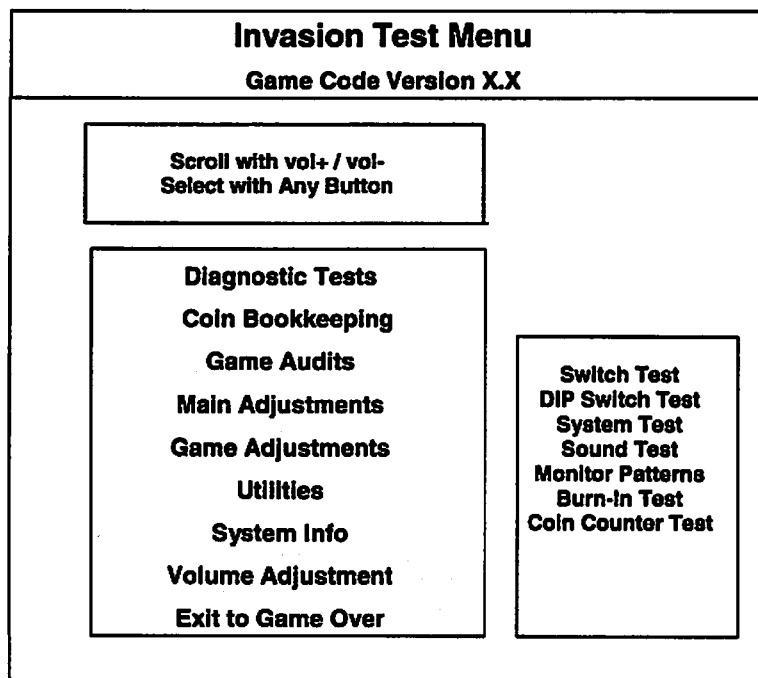 Invasion Test Menu
Game Code Version X.X
Scroll with vol+ / vol-
Select with Any Button
Diagnostic Tests
Coin Bookkeeping
Game Audits
Main Adjustments
Game Adjustments
Utilities
System Info
Volume Adjustment
Exit to Game Over
Switch Test
DIP Switch Test
System Test
Sound Test
Monitor Patterns
Burn-In Test
Coin Counter Test